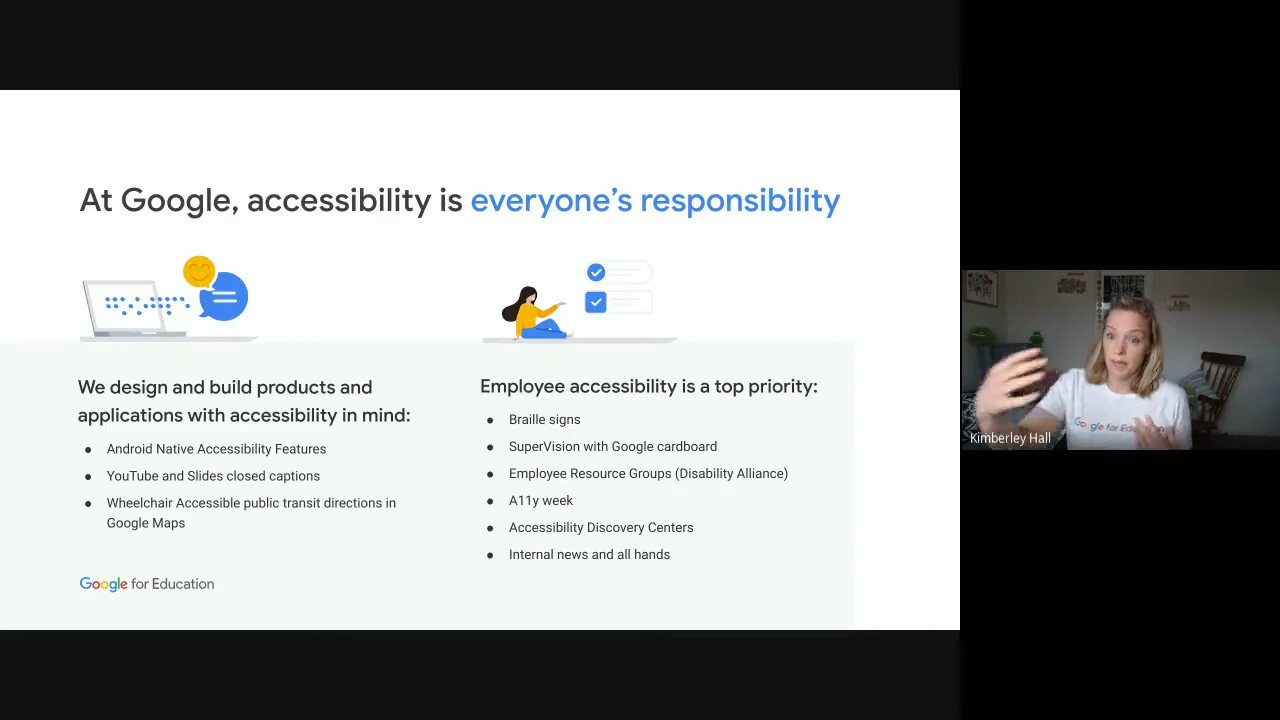 At Google, accessibility is everyone's responsibility
We design and build products and
applications with accessibility in mind:
● Android Native Accessibility Features
● YouTube and Slides closed captions
● Wheelchair Accessible public transit directions in
Google Maps
Employee accessibility is a top priority:
● Braille signs
● SuperVision with Google cardboard
● Employee Resource Groups (Disability Alliance)
● A11y week
● Accessibility Discovery Centers
● Internal news and all hands
Google for Education
Google for Education
Kimberley Hall